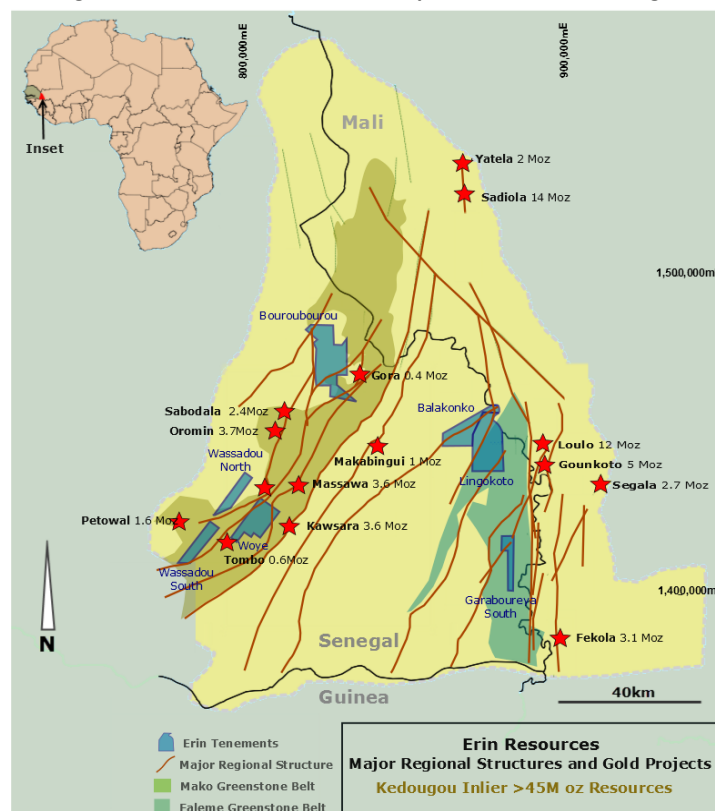 800,000mE
900,000mE
Inset
Mali
Yatela 2 Moz
Sadiola 14 Moz
1,500,000m
Bouroubourou
Gora 0.4 Moz
Sabodala 2.4Moz
Balakonko
Oromin 3.7Moz
Loulo 12 Moz
Wassadou
North
Makabingui 1 Moz
Gounkoto 5 Moz
Lingokoto
Segala 2.7 Moz
Massawa 3.6 Moz
Petowal 1.6 Moz
Kawsara 3.6 Moz
Woye
Tombo 0.6Moz
Wassadou
South
Garaboureya
South
1,400,000m
N
Senegal
Fekola 3.1 Moz
Guinea
40km
Erin Tenements
Major Regional Structure
Mako Greenstone Belt
Faleme Greenstone Belt
Erin Resources
Major Regional Structures and Gold Projects
Kedougou Inlier >45M oz Resources